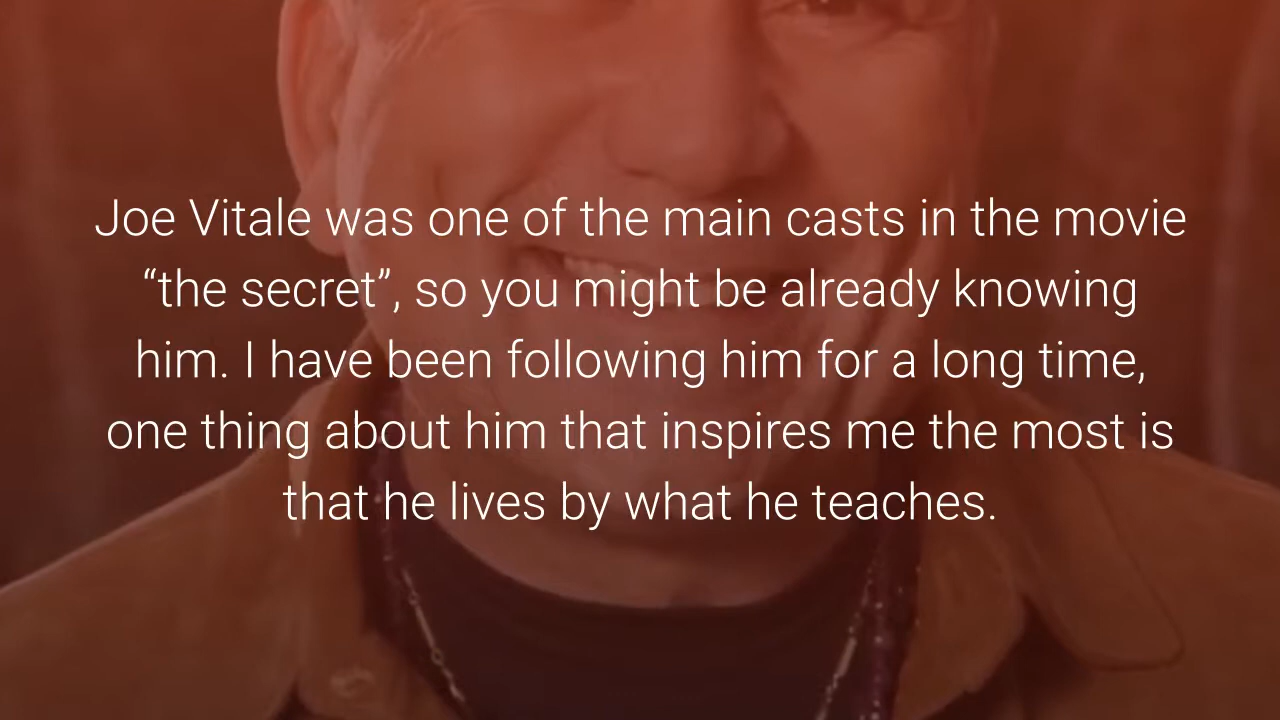 Joe Vitale was one of the main casts in the movie
“the secret”, so you might be already knowing
him. I have been following him for a long time,
one thing about him that inspires me the most is
that he lives by what he teaches.